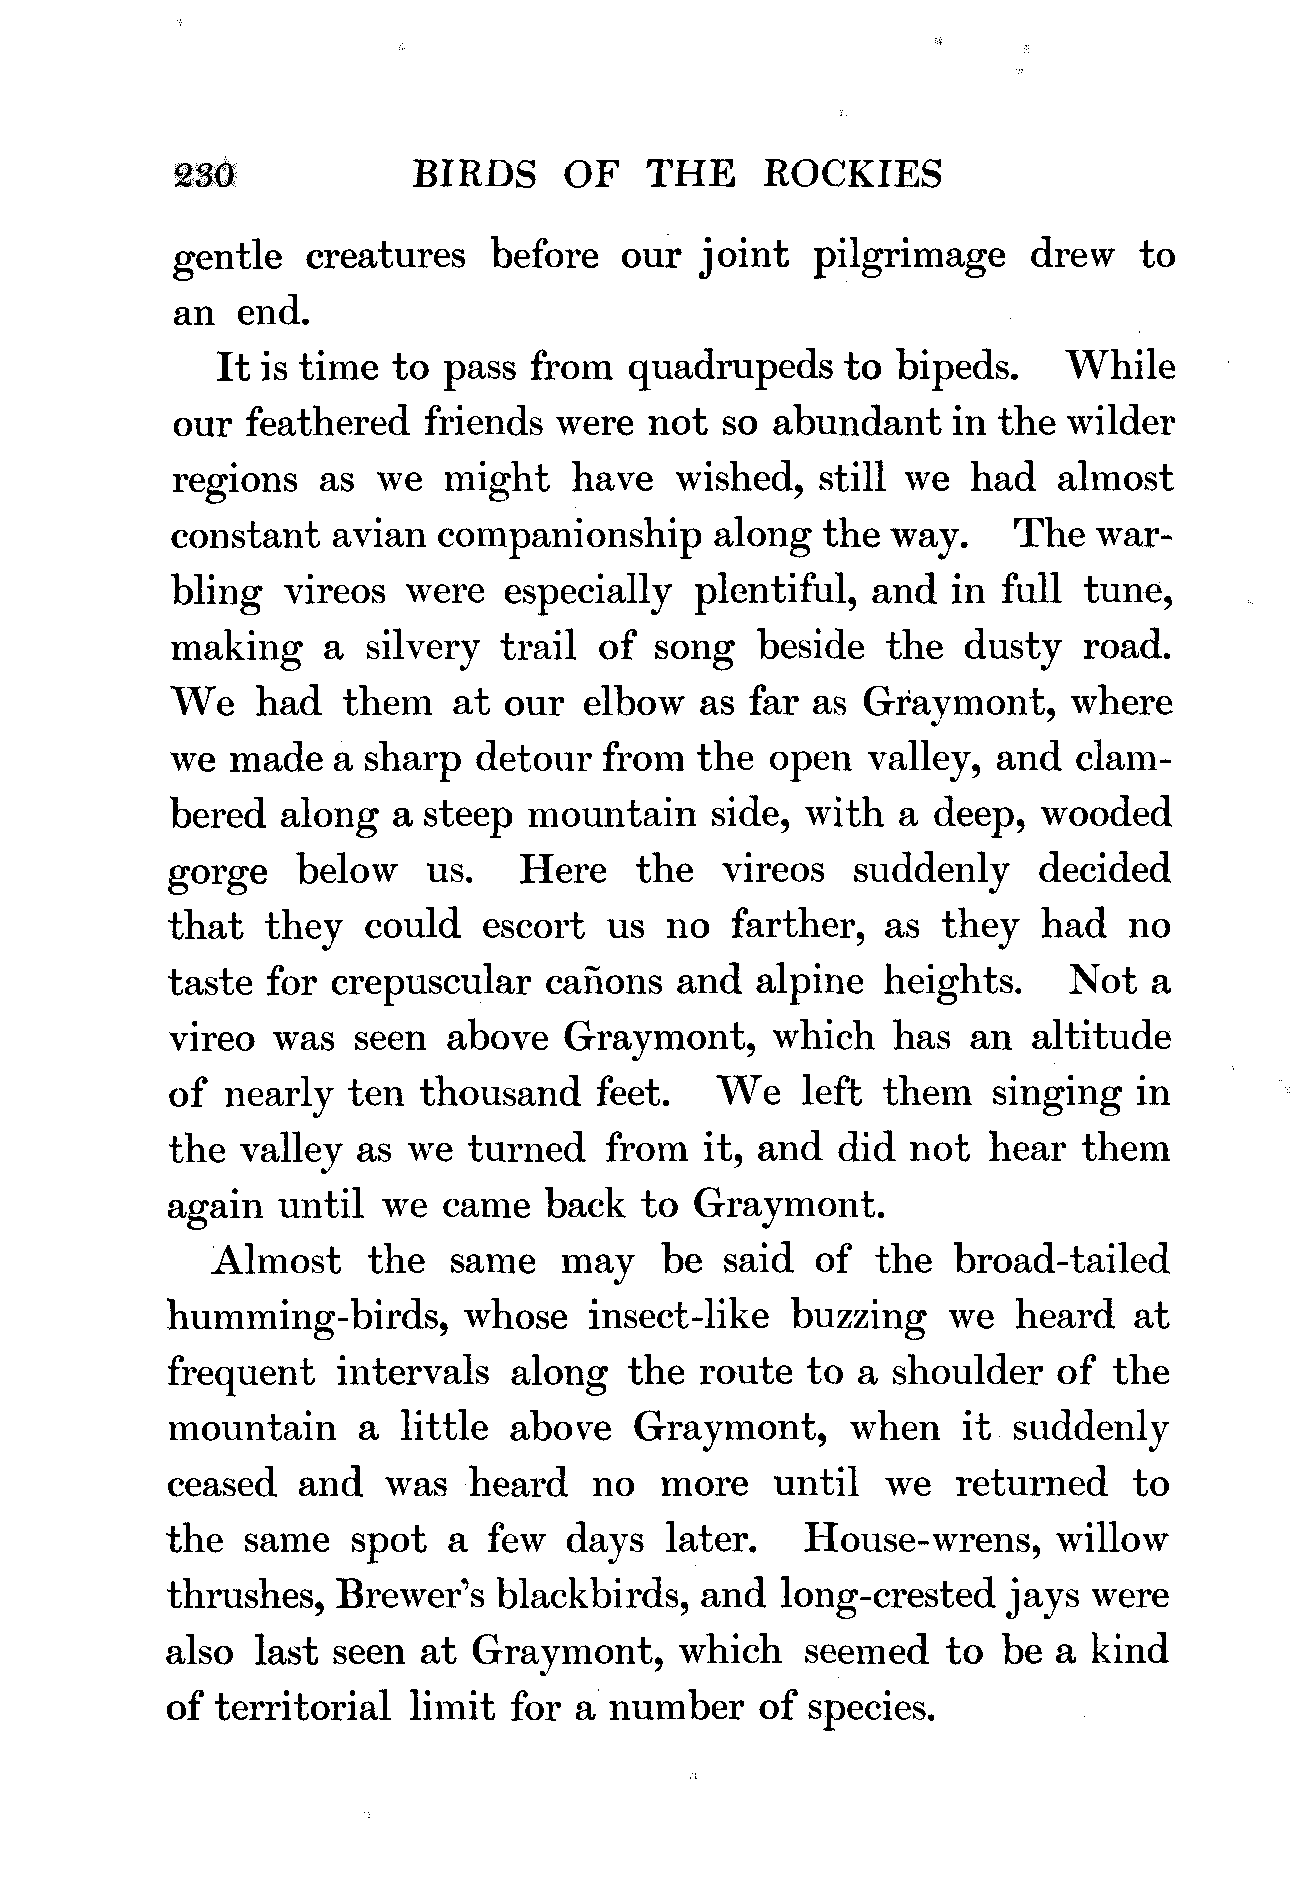 230 BIRDS OF THE ROCKIES
gentle creatures before our joint pilgrimage drew to
an end.
It is time to pass from quadrupeds to bipeds. While
our feathered friends were not so abundant in the wilder
regions as we might have wished, still we had almost
constant avian companionship along the way. The war-
bling vireos were especially plentiful, and in full tune,
making a silvery trail of song beside the dusty road.
We had them at our elbow as far as Graymont, where
we made a sharp detour from the open valley, and clam-
bered along a steep mountain side, with a deep, wooded
gorge below us. Here the vireos suddenly decided
that they could escort us no farther, as they had no
taste for crepuscular cañons and alpine heights. Not a
vireo was seen above Graymont, which has an altitude
of nearly ten thousand feet. We left them singing in
the valley as we turned from it, and did not hear them
again until we came back to Graymont.
Almost the same may be said of the broad-tailed
humming-birds, whose insect-like buzzing we heard at
frequent intervals along the route to a shoulder of the
mountain a little above Graymont, when it suddenly
ceased and was heard no more until we returned to
the same spot a few days later. House-wrens, willow
thrushes, Brewer's blackbirds, and long-crested jays were
also last seen at Graymont, which seemed to be a kind
of territorial limit for a number of species.